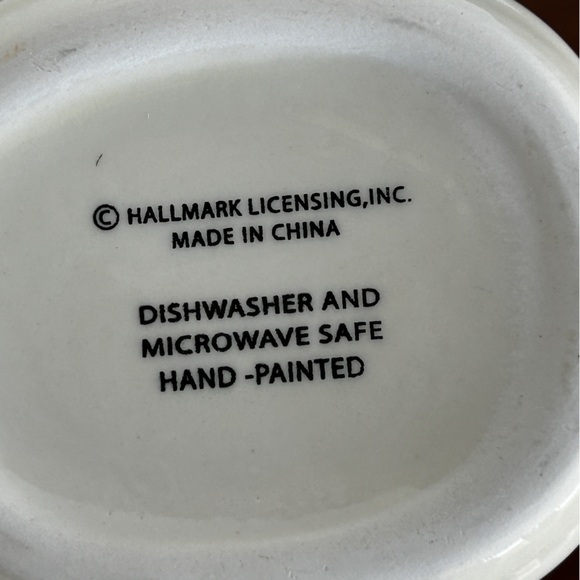 © HALLMARK LICENSING,INC.
MADE IN CHINA
DISHWASHER AND
MICROWAVE SAFE
HAND -PAINTED